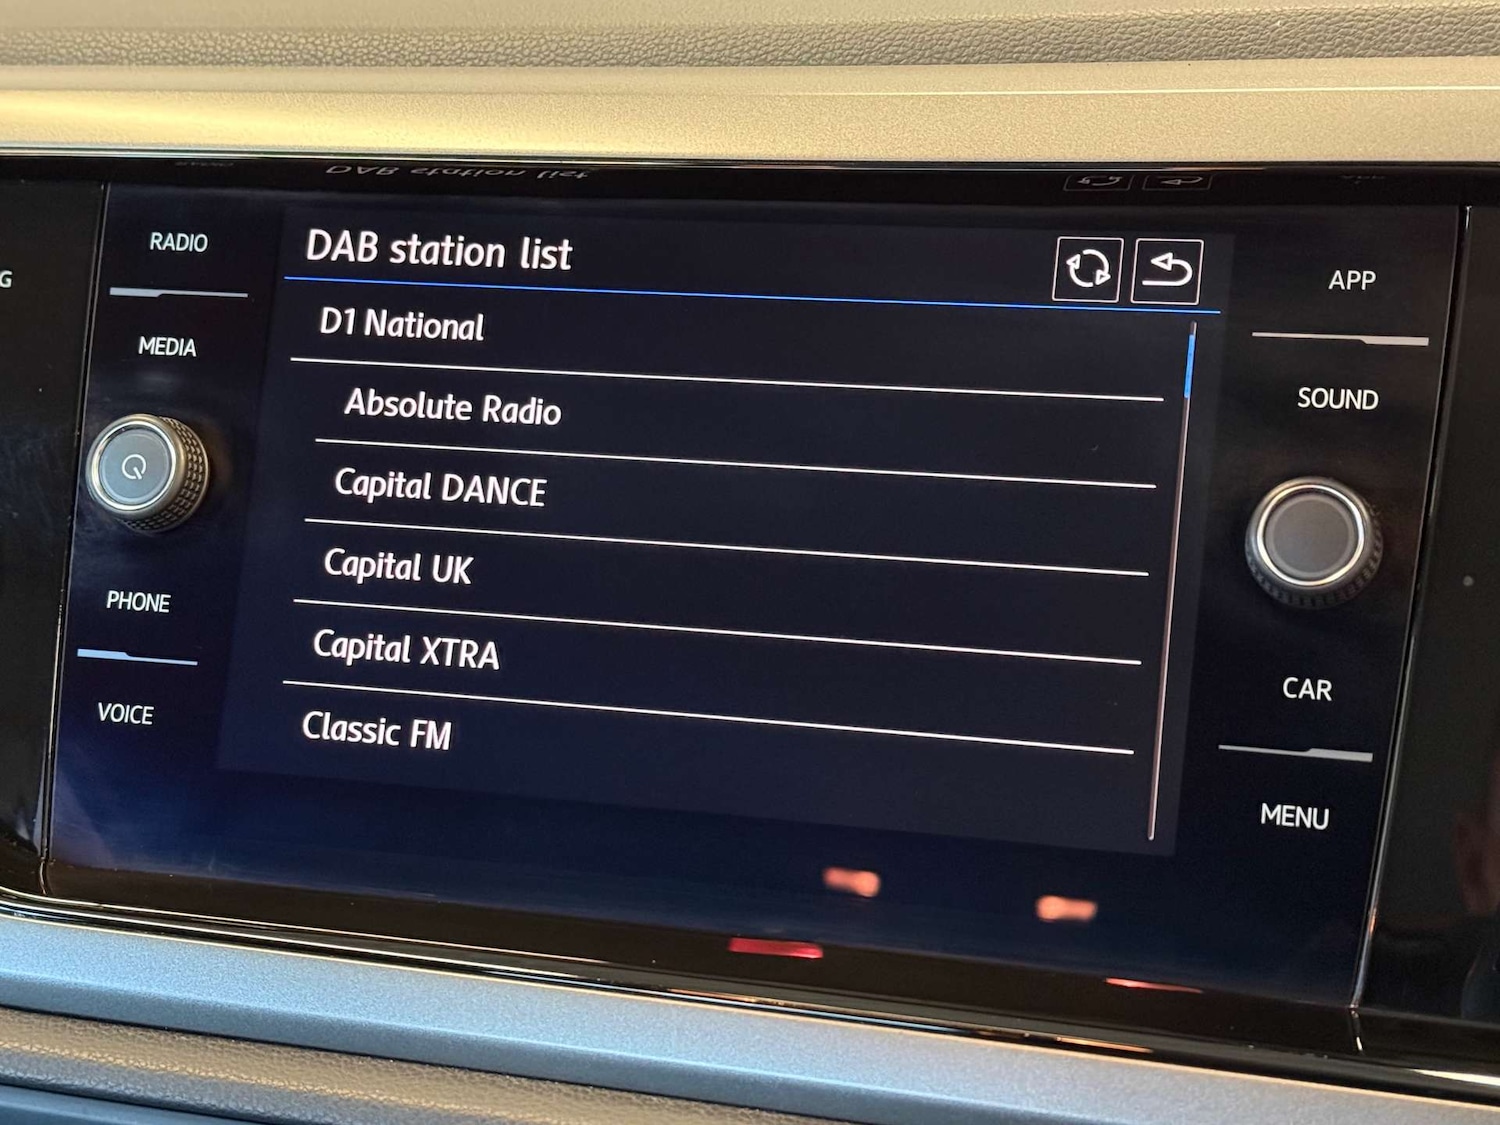 DAB station list
RADIO
MEDIA
PHONE
VOICE
D1 National
Absolute Radio
Capital DANCE
Capital UK
Capital XTRA
Classic FM
APP
SOUND
CAR
MENU
G